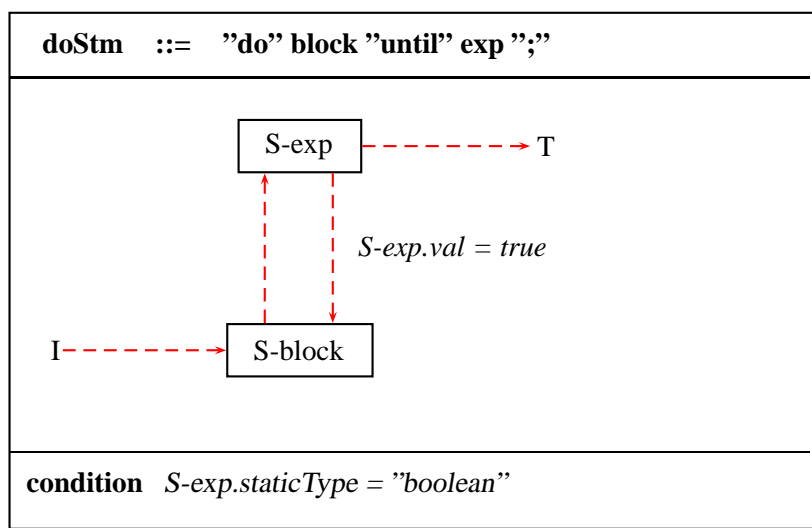 doStm ::= ”do” block ”until” exp ”;”
S-exp
T
S-exp.val = true
I
S-block
condition S-exp.staticType = ”boolean”